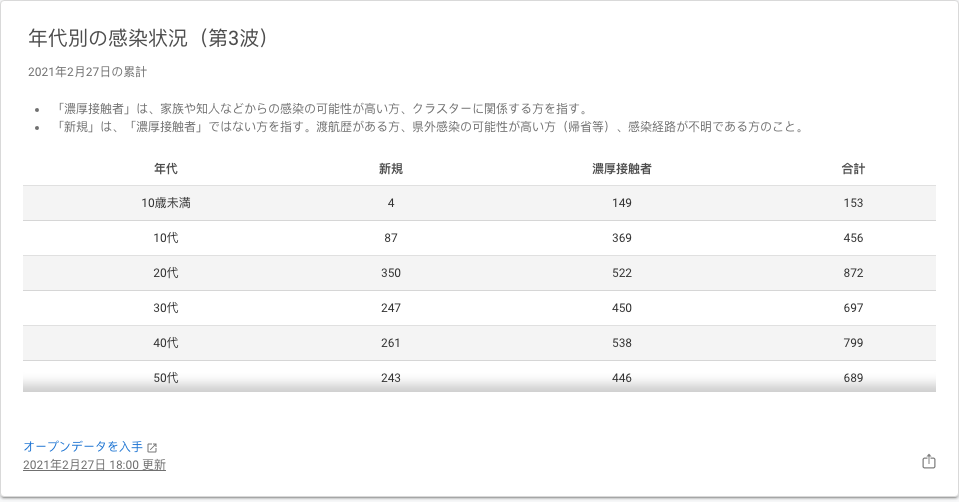 年代別の感染状況（第3波）
2021年2月27日の累計
• 「濃厚接触者」は、家族や知人などからの感染の可能性が高い方、クラスターに関係する方を指す。
• 「新規」は、「濃厚接触者」ではない方を指す。渡航歴がある方、県外感染の可能性が高い方（帰省等）、感染経路が不明である方のこと。
年代 新規 濃厚接触者 合計
10歳未満 4 149 153
10代 87 369 456
20代 350 522 872
30代 247 450 697
40代 261 538 799
50代 243 446 689
オープンデータを入手
2021年2月27日 18:00 更新